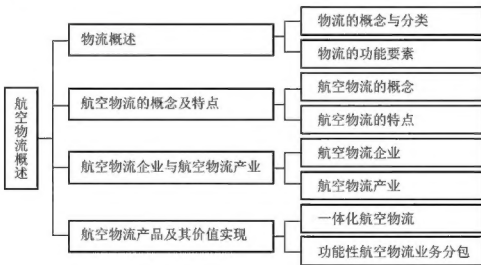 航空物流概述
物流概述
物流的概念与分类
物流的功能要素
航空物流的概念及特点
航空物流的概念
航空物流的特点
航空物流企业与航空物流产业
航空物流企业
航空物流产业
航空物流产品及其价值实现
一体化航空物流
功能性航空物流业务分包